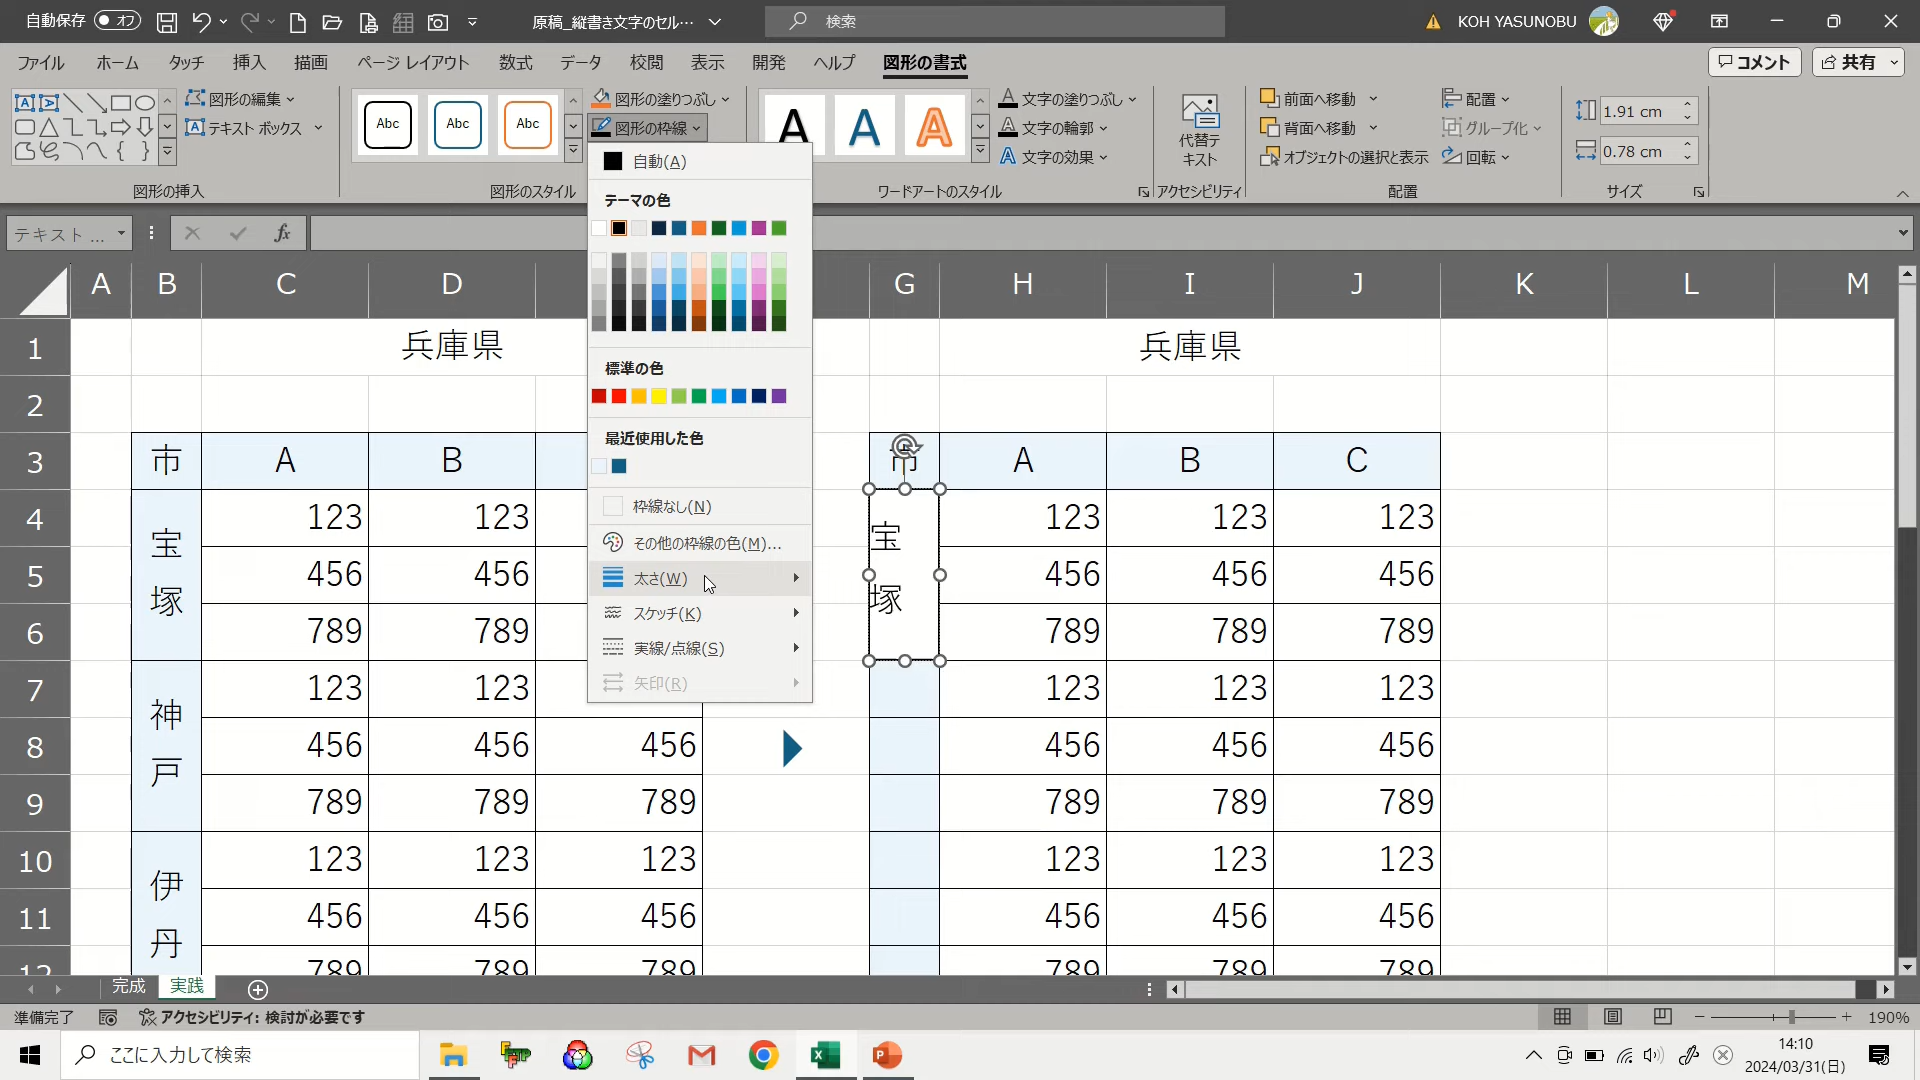 自動保存 オフ 原稿_縦書き文字のセル… 検索 KOH YASUNOBU
ファイル ホーム タッチ 挿入 描画 ページ レイアウト 数式 データ 校閲 表示 開発 ヘルプ 図形の書式 コメント 共有
図形の編集 Abc Abc Abc 図形の塗りつぶし A A A 文字の塗りつぶし 前面へ移動 配置 1.91 cm
テキスト ボックス 図形の枠線 文字の輪郭 代替テキスト 背面へ移動 グループ化
文字の効果 オブジェクトの選択と表示 回転 0.78 cm
図形の挿入 図形のスタイル ワードアートのスタイル アクセシビリティ 配置 サイズ
自動(A)
テーマの色
標準の色
最近使用した色
枠線なし(N)
その他の枠線の色(M)...
太さ(W)
スケッチ(K)
実線/点線(S)
矢印(R)
テキスト ... fx
A B C D G H I J K L M
1 兵庫県 兵庫県
2
3 市 A B 市 A B C
4 123 123 123 123 123
5 宝塚 456 456 宝塚 456 456 456
6 789 789 789 789 789
7 123 123 123 123 123
8 神戸 456 456 456 456 456 456
9 789 789 789 789 789 789
10 123 123 123 123 123 123
11 伊丹 456 456 456 456 456 456
12 789 789 789 789 789 789
完成 実践
準備完了 アクセシビリティ: 検討が必要です 190%
ここに入力して検索 14:10
2024/03/31(日)